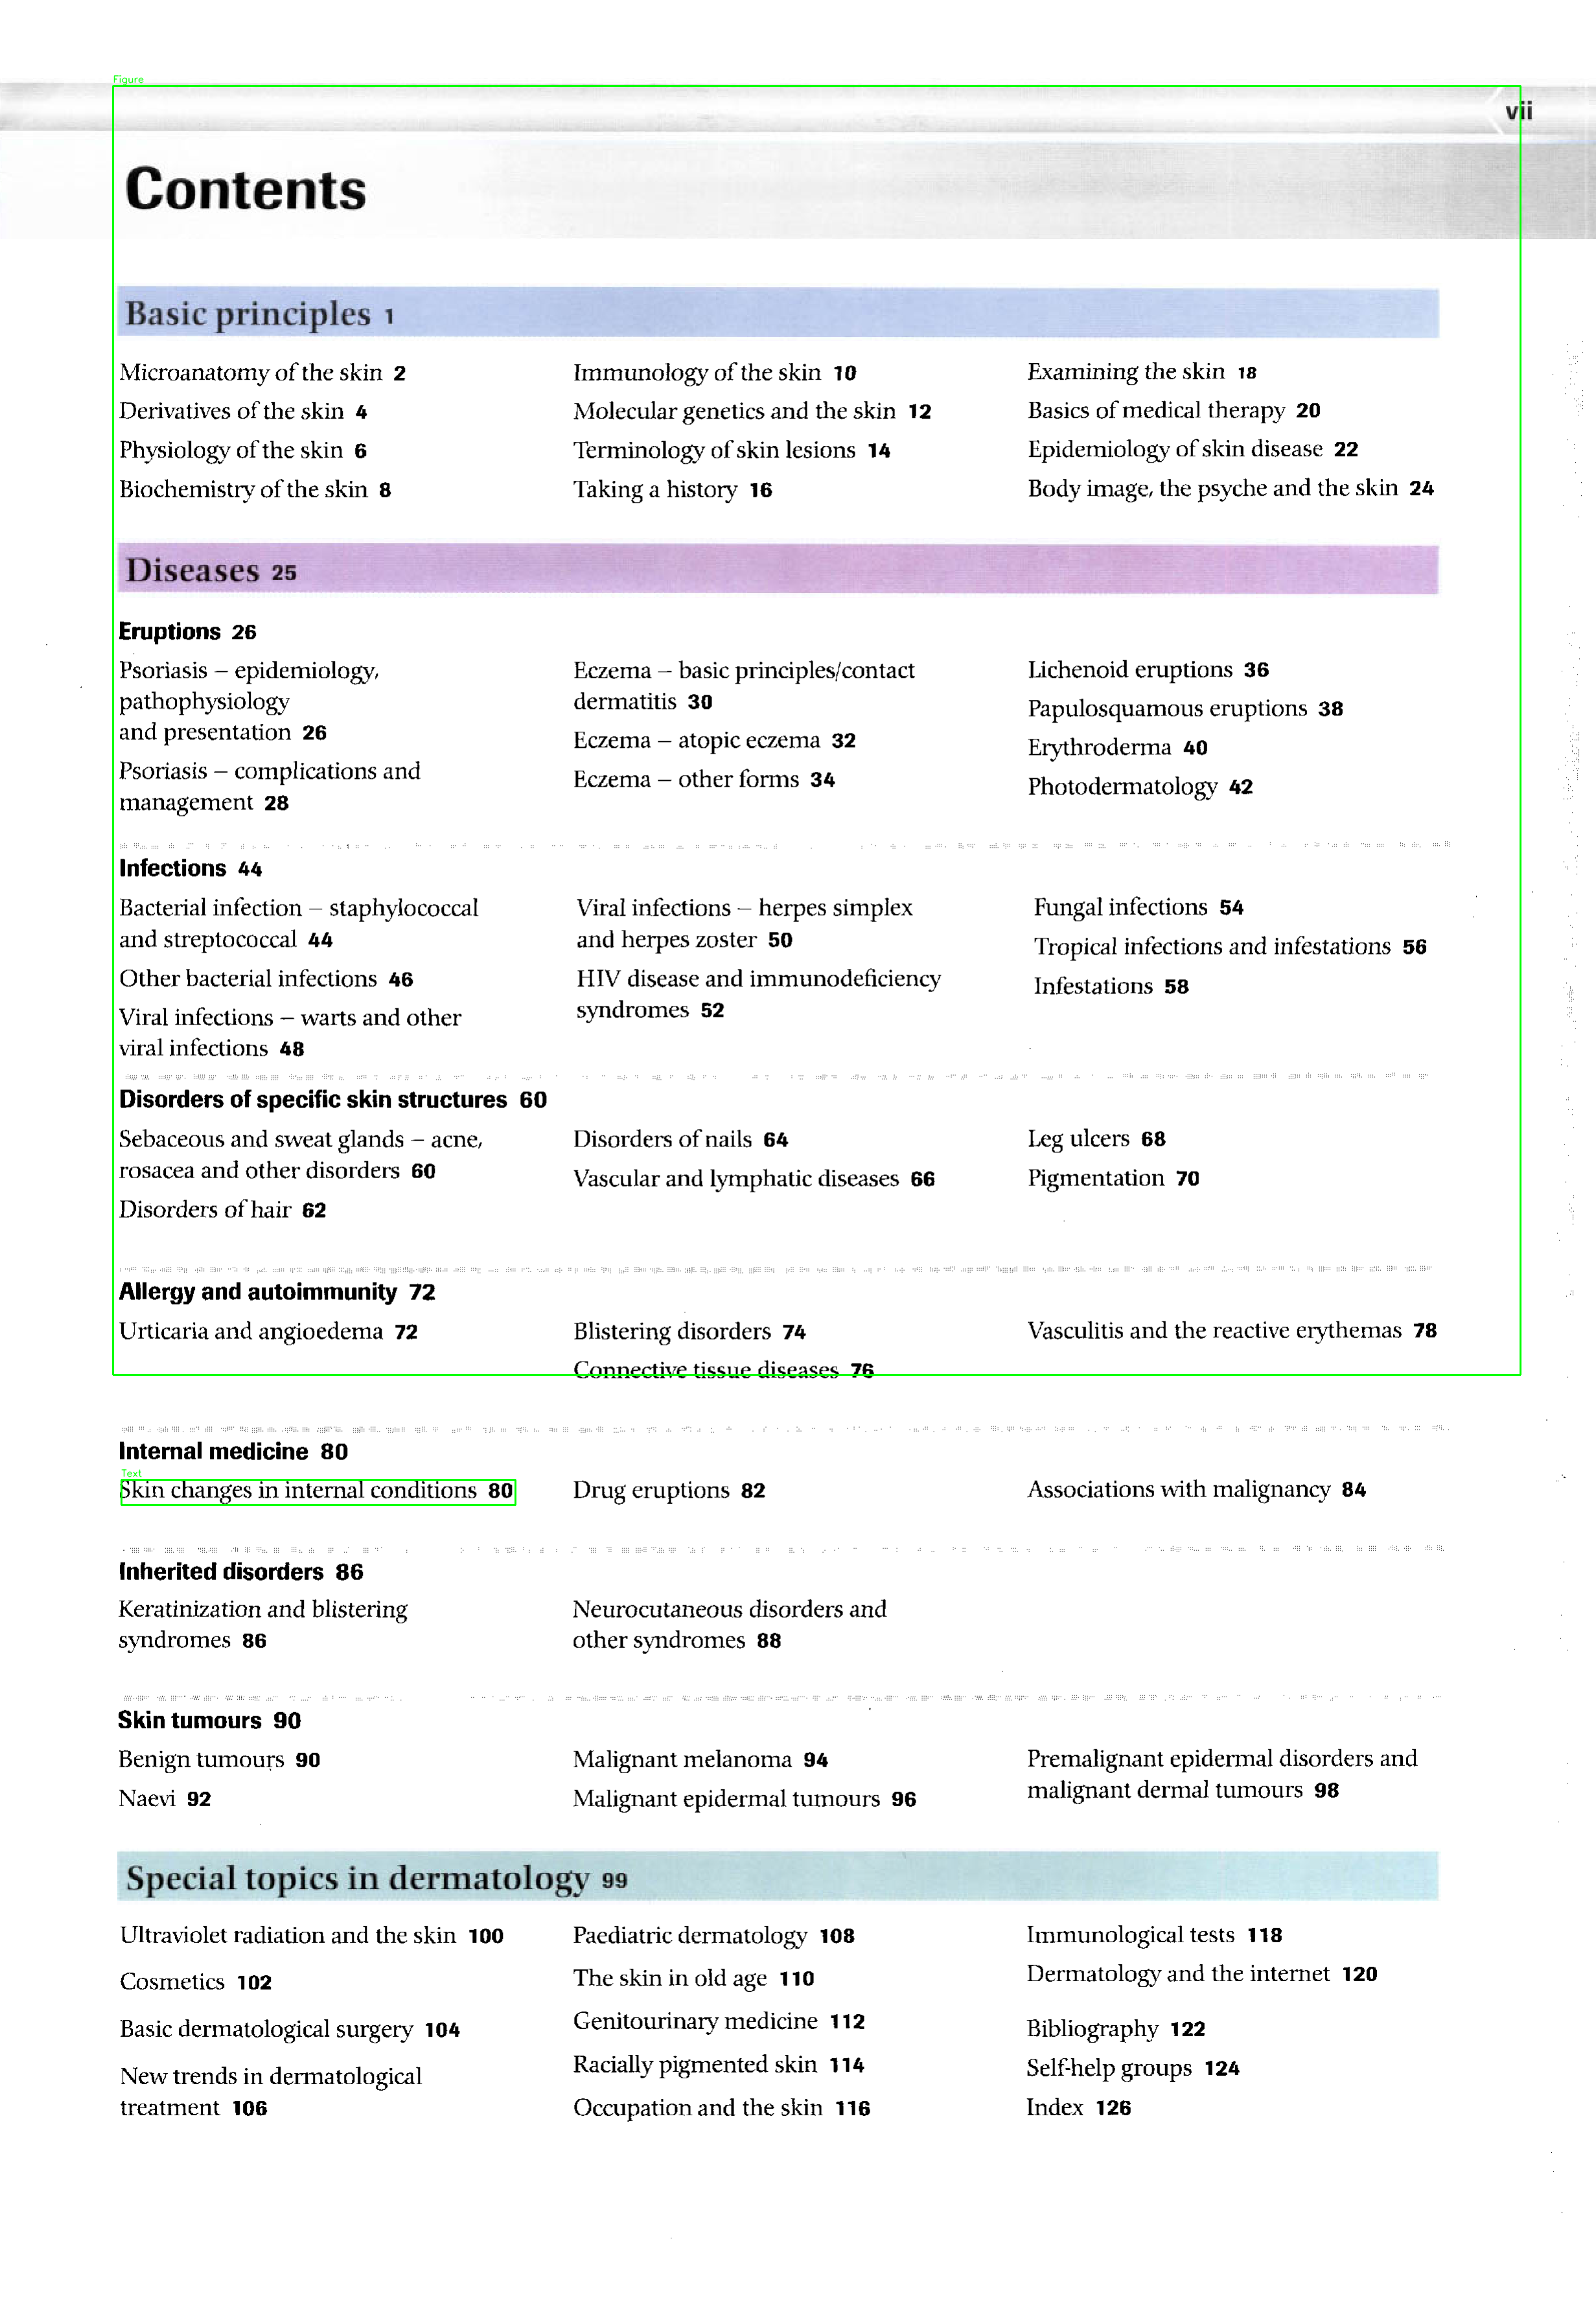 Figure
vii
Contents
Basic principles 1
Microanatomy of the skin 2
Derivatives of the skin 4
Physiology of the skin 6
Biochemistry of the skin 8
Immunology of the skin 10
Molecular genetics and the skin 12
Terminology of skin lesions 14
Taking a history 16
Examining the skin 18
Basics of medical therapy 20
Epidemiology of skin disease 22
Body image, the psyche and the skin 24
Diseases 25
Eruptions 26
Psoriasis – epidemiology,
pathophysiology
and presentation 26
Psoriasis – complications and
management 28
Eczema – basic principles/contact
dermatitis 30
Eczema – atopic eczema 32
Eczema – other forms 34
Lichenoid eruptions 36
Papulosquamous eruptions 38
Erythroderma 40
Photodermatology 42
Infections 44
Bacterial infection – staphylococcal
and streptococcal 44
Other bacterial infections 46
Viral infections – warts and other
viral infections 48
Viral infections – herpes simplex
and herpes zoster 50
HIV disease and immunodeficiency
syndromes 52
Fungal infections 54
Tropical infections and infestations 56
Infestations 58
Disorders of specific skin structures 60
Sebaceous and sweat glands – acne,
rosacea and other disorders 60
Disorders of hair 62
Disorders of nails 64
Vascular and lymphatic diseases 66
Leg ulcers 68
Pigmentation 70
Allergy and autoimmunity 72
Urticaria and angioedema 72
Blistering disorders 74
Connective tissue diseases 76
Vasculitis and the reactive erythemas 78
Internal medicine 80
Text
Skin changes in internal conditions 80
Drug eruptions 82
Associations with malignancy 84
Inherited disorders 86
Keratinization and blistering
syndromes 86
Neurocutaneous disorders and
other syndromes 88
Skin tumours 90
Benign tumours 90
Naevi 92
Malignant melanoma 94
Malignant epidermal tumours 96
Premalignant epidermal disorders and
malignant dermal tumours 98
Special topics in dermatology 99
Ultraviolet radiation and the skin 100
Cosmetics 102
Basic dermatological surgery 104
New trends in dermatological
treatment 106
Paediatric dermatology 108
The skin in old age 110
Genitourinary medicine 112
Racially pigmented skin 114
Occupation and the skin 116
Immunological tests 118
Dermatology and the internet 120
Bibliography 122
Self-help groups 124
Index 126